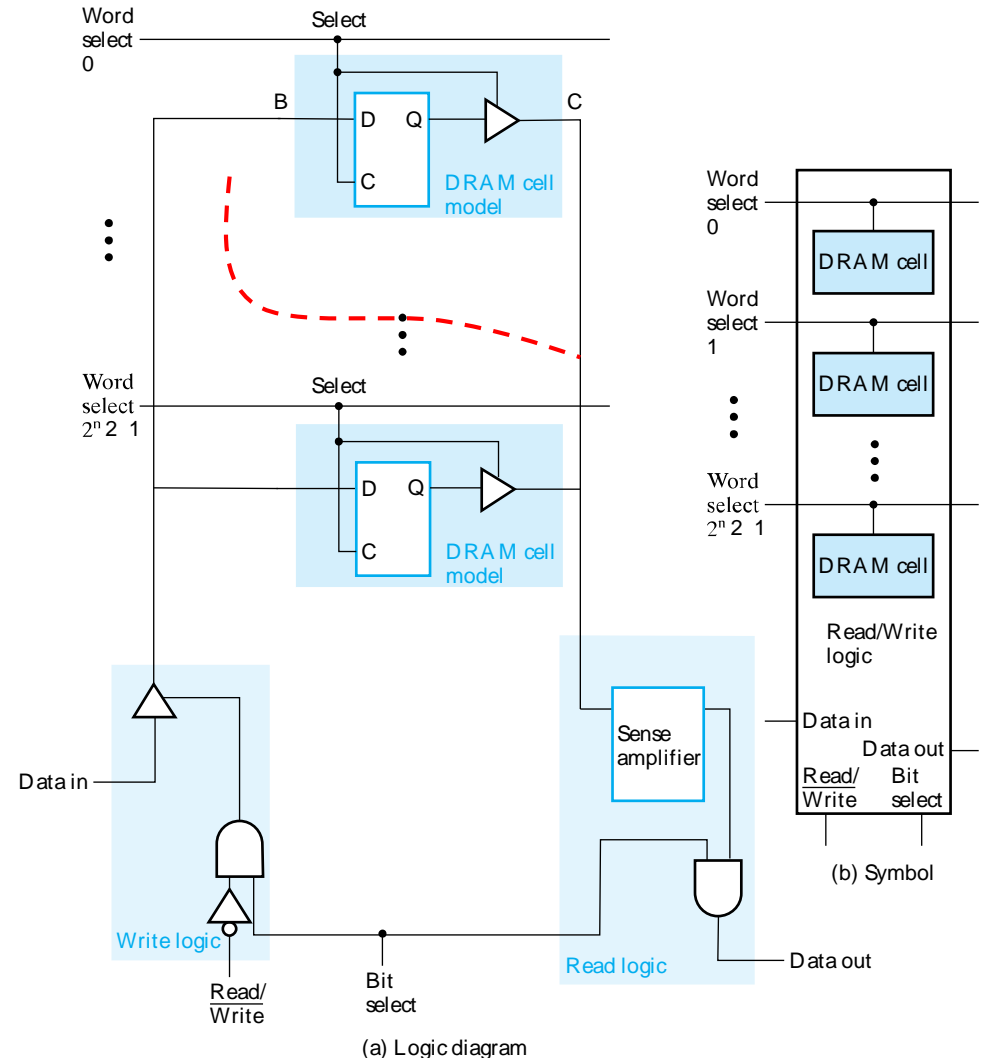 Word
select
0
Select
B
C
D
Q
C
DRAM cell
model
Word
select
2ⁿ 2 1
Select
D
Q
C
DRAM cell
model
Data in
Write logic
Read/
Write
Bit
select
Sense
amplifier
Read logic
Data out
(a) Logic diagram
Word
select
0
DRAM cell
Word
select
1
DRAM cell
Word
select
2ⁿ 2 1
DRAM cell
Read/Write
logic
Data in
Data out
Read/
Write
Bit
select
(b) Symbol